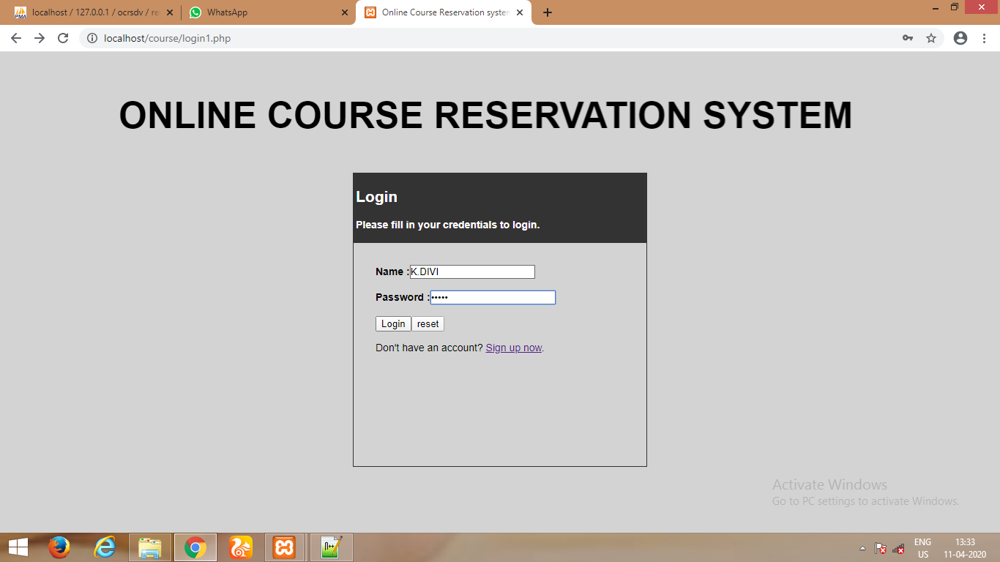 localhost / 127.0.0.1 / ocrsdv / re
WhatsApp
Online Course Reservation system
localhost/course/login1.php
ONLINE COURSE RESERVATION SYSTEM
Login
Please fill in your credentials to login.
Name :K.DIVI
Password :•••••
Login reset
Don't have an account? Sign up now.
Activate Windows
Go to PC settings to activate Windows.
ENG 13:33
US 11-04-2020